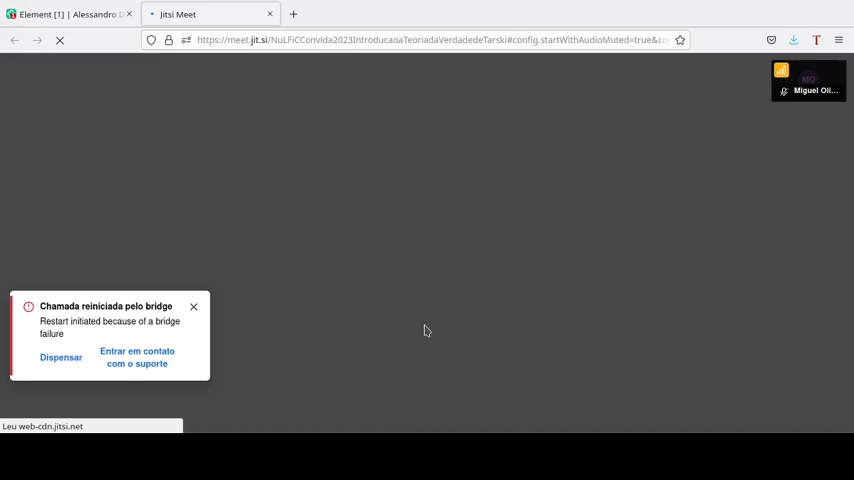 Element [1] | Alessandro D
Jitsi Meet
https://meet.jit.si/NuLFiCConvida2023IntroducaoaTeoriadaVerdadedeTarski#config.startWithAudioMuted=true&co
MO
Miguel Oli...
Chamada reiniciada pelo bridge
Restart initiated because of a bridge
failure
Dispensar
Entrar em contato
com o suporte
Leu web-cdn.jitsi.net